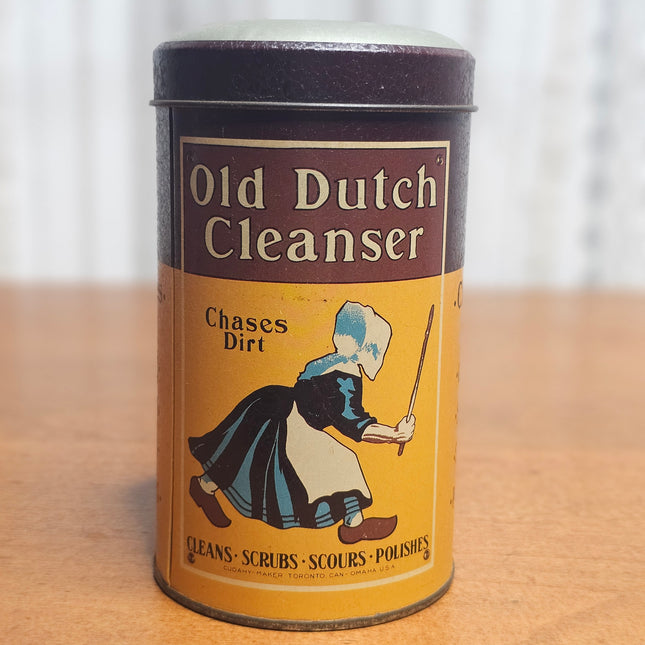 Old Dutch
Cleanser
Chases
Dirt
CLEANS · SCRUBS · SCOURS · POLISHES
CUDAHY-MAKER TORONTO, CAN- OMAHA U.S.A.